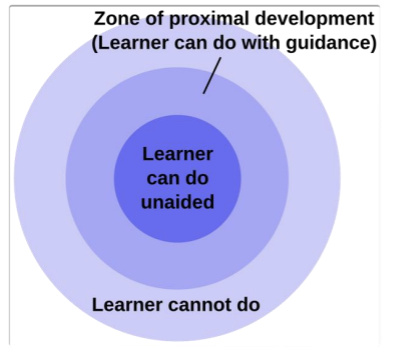 Zone of proximal development
(Learner can do with guidance)
Learner
can do
unaided
Learner cannot do